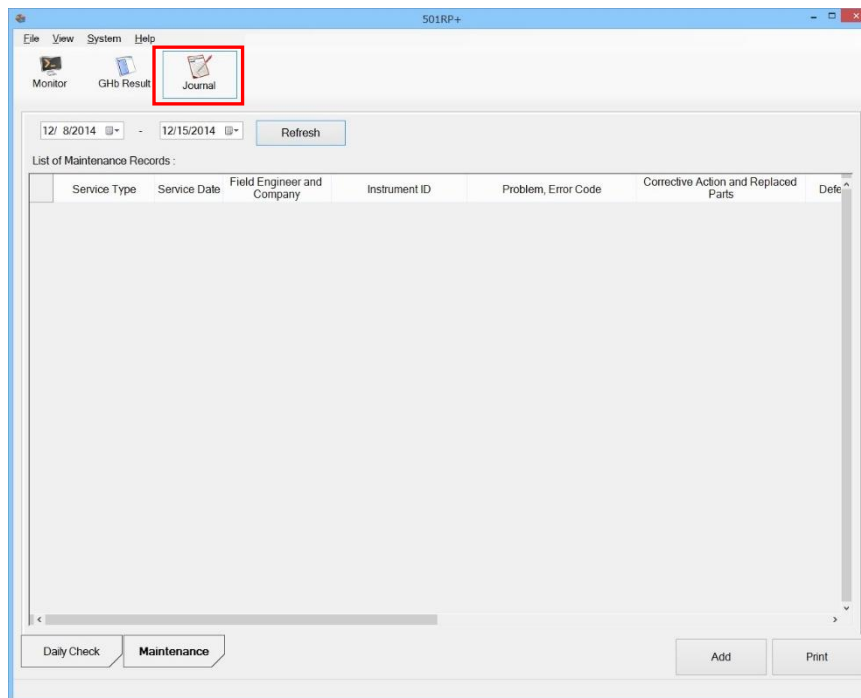 501RP+
File View System Help
Monitor GHb Result Journal
12/ 8/2014 - 12/15/2014 Refresh
List of Maintenance Records :
Service Type Service Date Field Engineer and Company Instrument ID Problem, Error Code Corrective Action and Replaced Parts Defe
Daily Check Maintenance Add Print